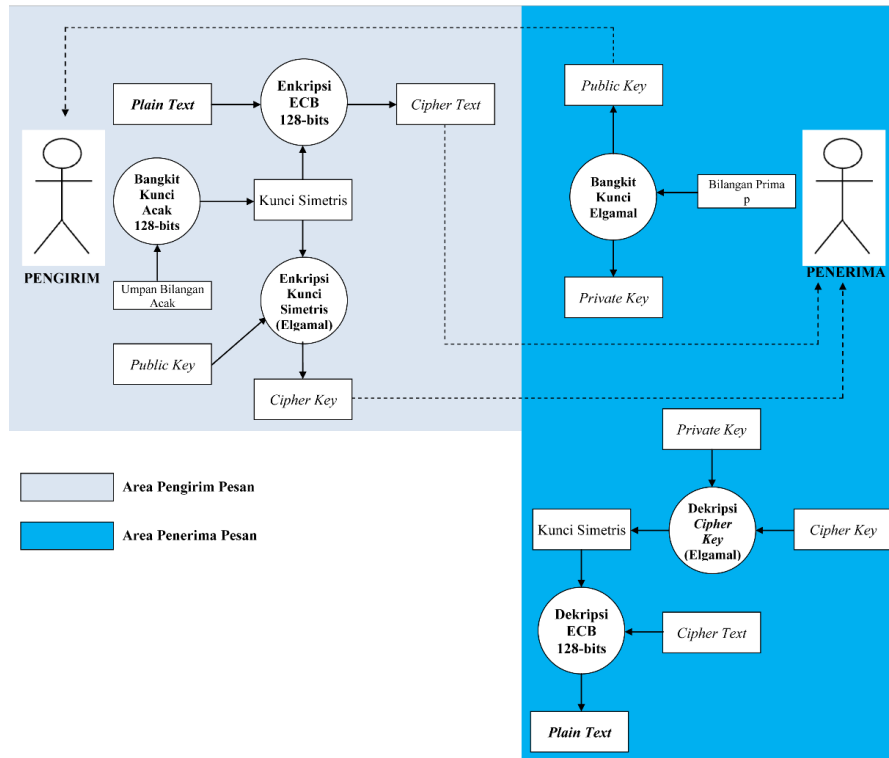 Plain Text
Enkripsi
ECB
128-bits
Cipher Text
Public Key
PENGIRIM
Bangkit
Kunci
Acak
128-bits
Kunci Simetris
Umpan Bilangan
Acak
Enkripsi
Kunci
Simetris
(Elgamal)
Public Key
Cipher Key
Bangkit
Kunci
Elgamal
Bilangan Prima
p
PENERIMA
Private Key
Area Pengirim Pesan
Area Penerima Pesan
Private Key
Kunci Simetris
Dekripsi
Cipher
Key
(Elgamal)
Cipher Key
Dekripsi
ECB
128-bits
Cipher Text
Plain Text